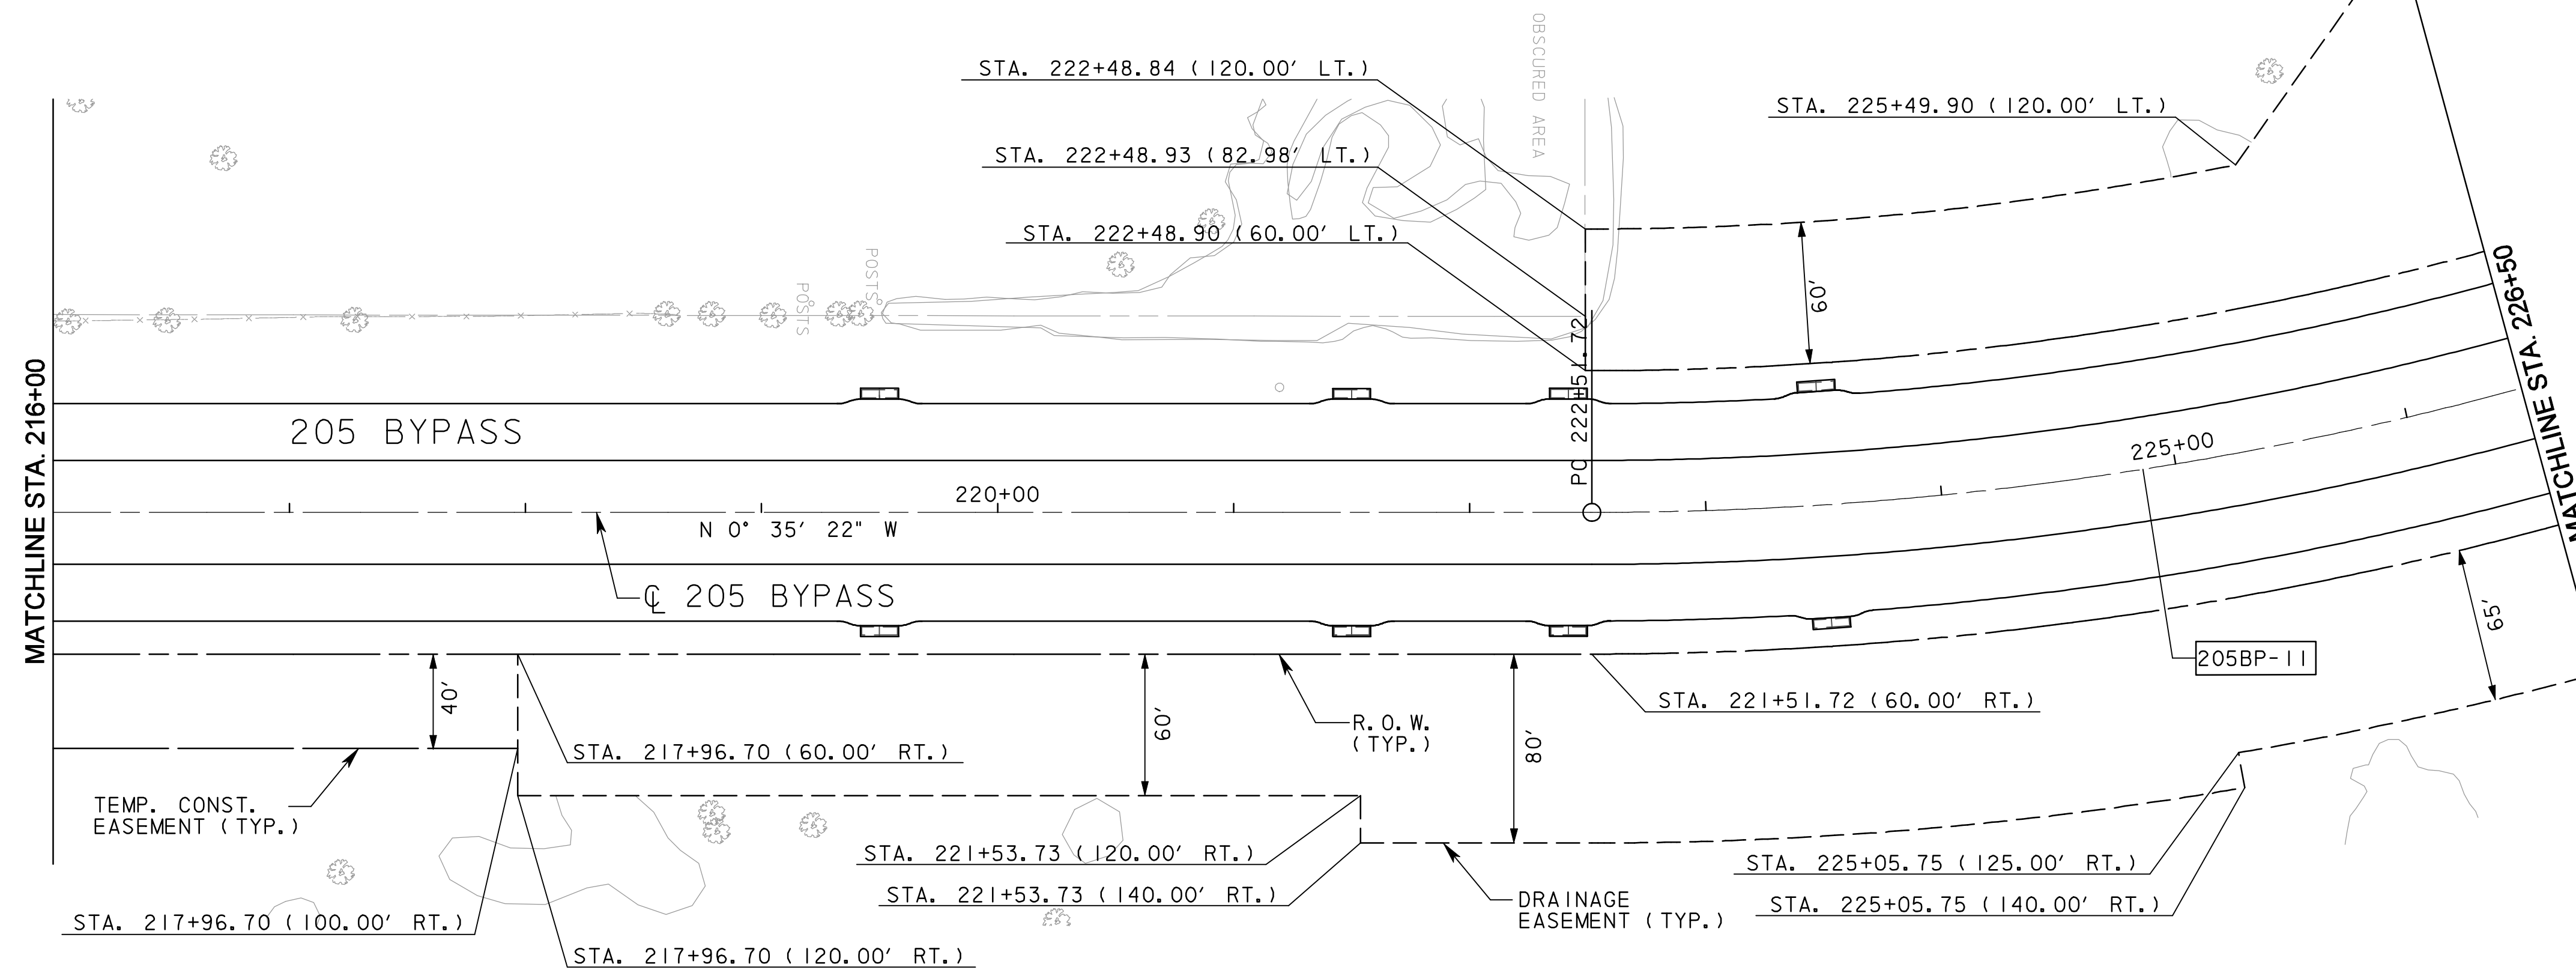 OBSCURED AREA
STA. 222+48.84 (120.00' LT.)
STA. 225+49.90 (120.00' LT.)
STA. 222+48.93 (82.98' LT.)
STA. 222+48.90 (60.00' LT.)
POSTS
POSTS
60'
PC 222+51.72
MATCHLINE STA. 216+00
MATCHLINE STA. 226+50
205 BYPASS
225+00
220+00
N 0° 35' 22" W
℄ 205 BYPASS
65'
205BP-11
40'
60'
80'
STA. 221+51.72 (60.00' RT.)
R.O.W.
(TYP.)
STA. 217+96.70 (60.00' RT.)
TEMP. CONST.
EASEMENT (TYP.)
STA. 221+53.73 (120.00' RT.)
STA. 225+05.75 (125.00' RT.)
STA. 221+53.73 (140.00' RT.)
DRAINAGE
EASEMENT (TYP.)
STA. 225+05.75 (140.00' RT.)
STA. 217+96.70 (100.00' RT.)
STA. 217+96.70 (120.00' RT.)